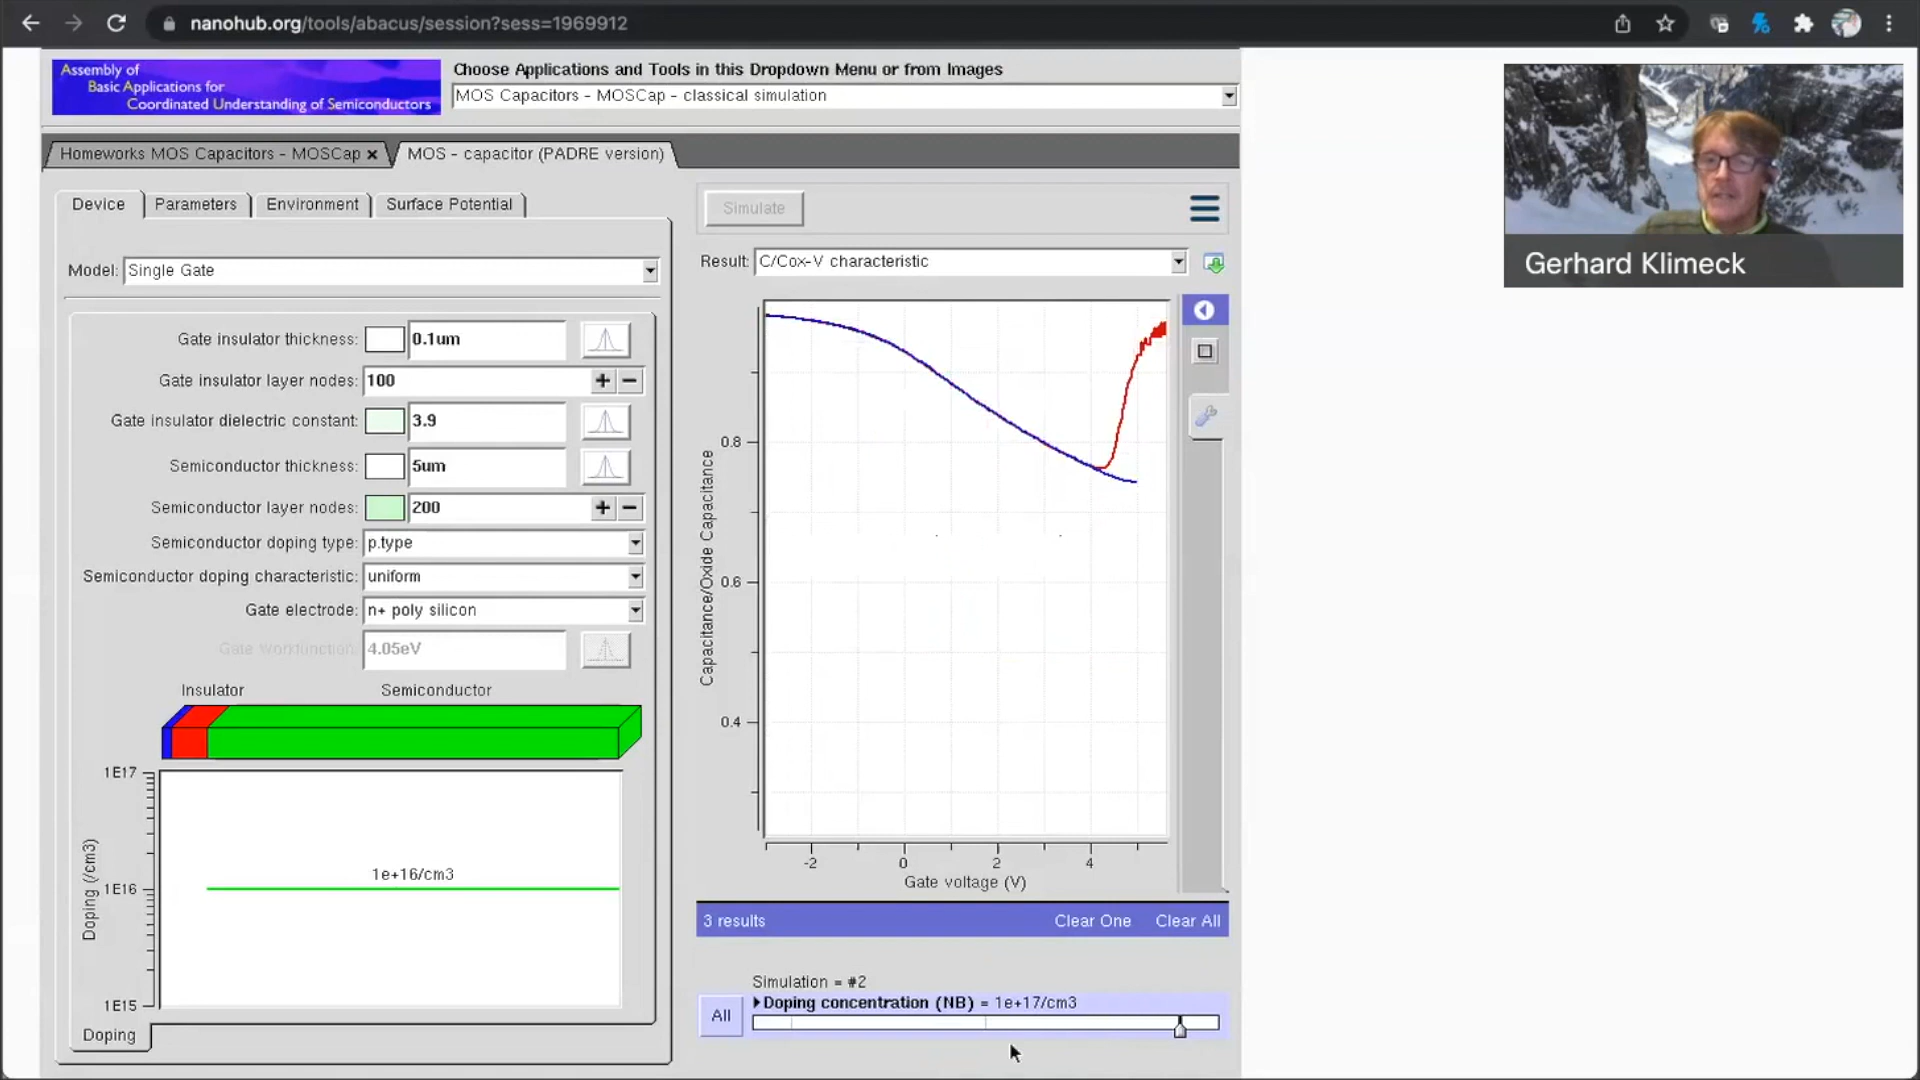 nanohub.org/tools/abacus/session?sess=1969912
Assembly of
Basic Applications for
Coordinated Understanding of Semiconductors
Choose Applications and Tools in this Dropdown Menu or from Images
MOS Capacitors - MOSCap - classical simulation
Homeworks MOS Capacitors - MOSCap
MOS - capacitor (PADRE version)
Device
Parameters
Environment
Surface Potential
Model: Single Gate
Gate insulator thickness: 0.1um
Gate insulator layer nodes: 100
Gate insulator dielectric constant: 3.9
Semiconductor thickness: 5um
Semiconductor layer nodes: 200
Semiconductor doping type: p.type
Semiconductor doping characteristic: uniform
Gate electrode: n+ poly silicon
Gate workfunction: 4.05eV
Insulator
Semiconductor
1E17
1E16
1E15
Doping (/cm3)
1e+16/cm3
Doping
Simulate
Result: C/Cox-V characteristic
Capacitance/Oxide Capacitance
0.8
0.6
0.4
-2
0
2
4
Gate voltage (V)
3 results
Clear One
Clear All
Simulation = #2
All
Doping concentration (NB) = 1e+17/cm3
Gerhard Klimeck